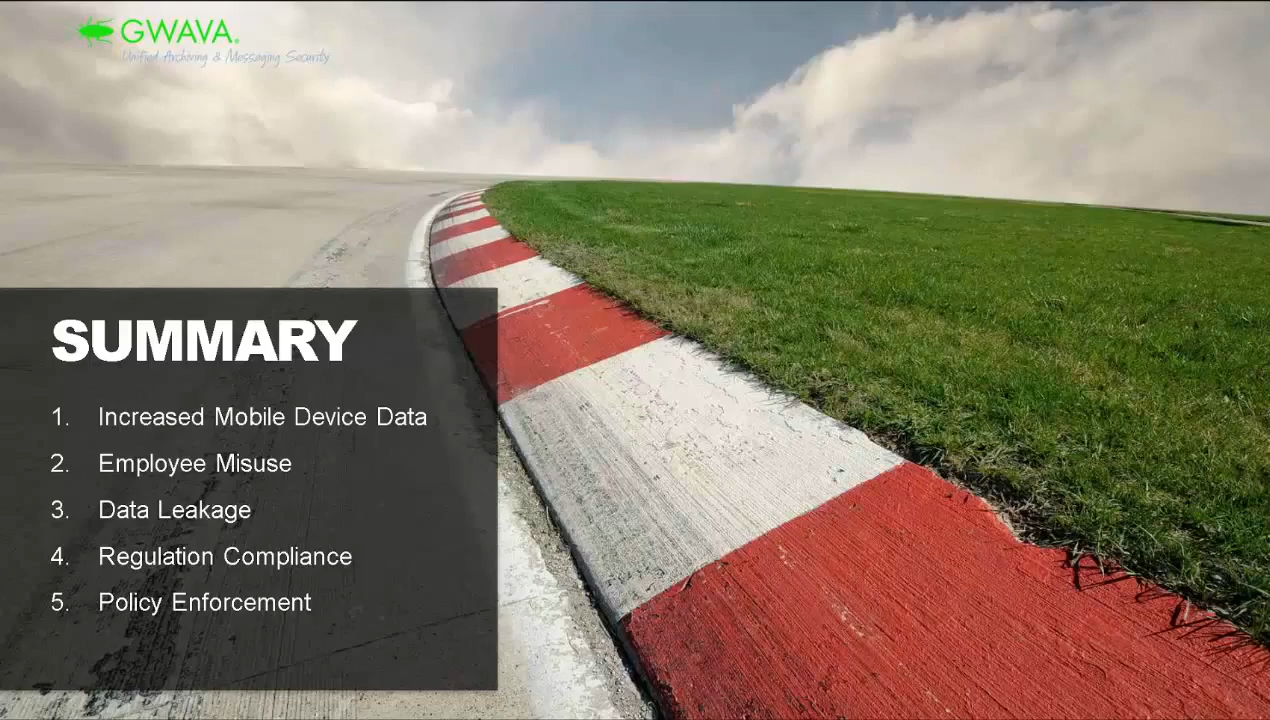 GWAVA.
Unified Archiving & Messaging Security
SUMMARY
1. Increased Mobile Device Data
2. Employee Misuse
3. Data Leakage
4. Regulation Compliance
5. Policy Enforcement